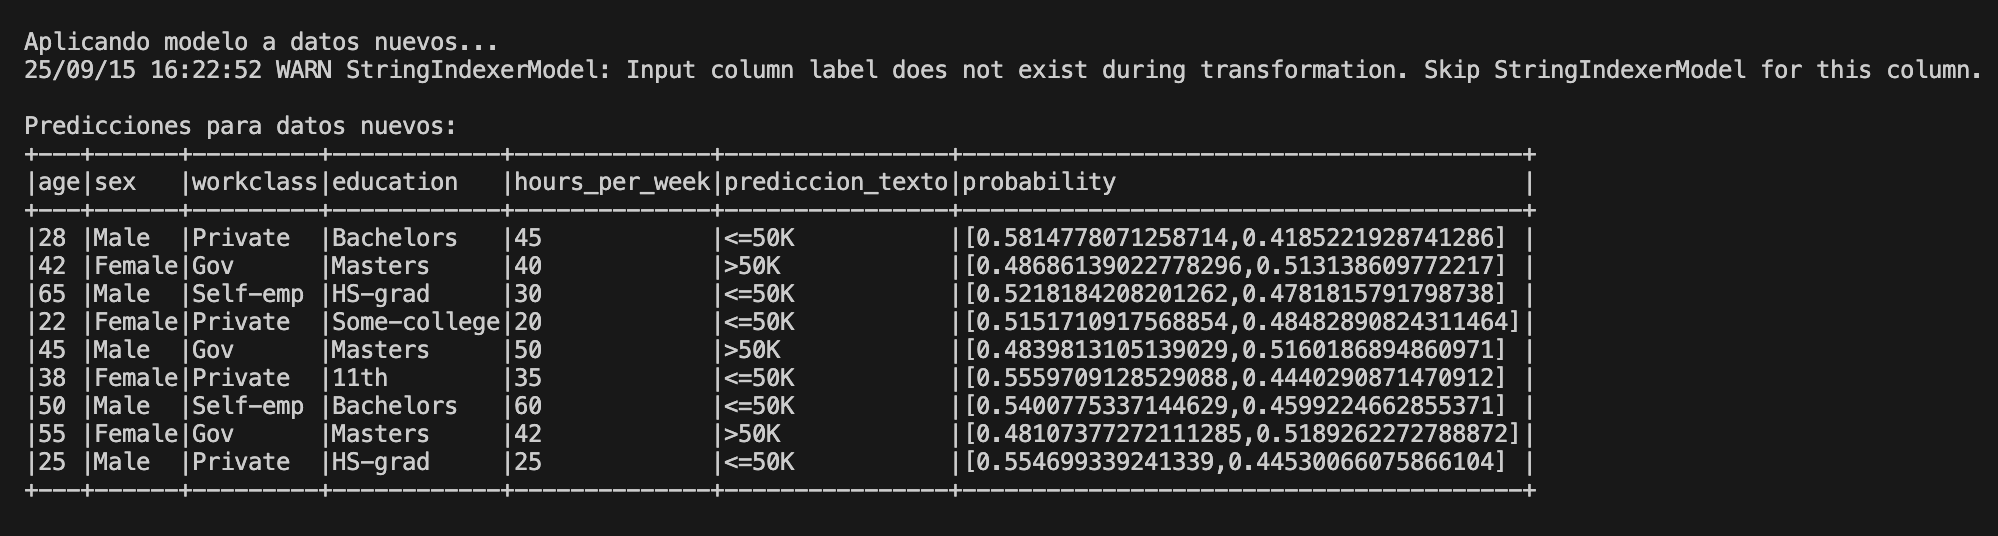 Aplicando modelo a datos nuevos...
25/09/15 16:22:52 WARN StringIndexerModel: Input column label does not exist during transformation. Skip StringIndexerModel for this column.
Predicciones para datos nuevos:
+---+------+---------+------------+--------------+----------------+----------------------------------------+
|age|sex   |workclass|education   |hours_per_week|prediccion_texto|probability                             |
+---+------+---------+------------+--------------+----------------+----------------------------------------+
|28 |Male  |Private  |Bachelors   |45            |<=50K           |[0.5814778071258714,0.4185221928741286] |
|42 |Female|Gov      |Masters     |40            |>50K            |[0.48686139022778296,0.513138609772217] |
|65 |Male  |Self-emp |HS-grad     |30            |<=50K           |[0.5218184208201262,0.4781815791798738] |
|22 |Female|Private  |Some-college|20            |<=50K           |[0.5151710917568854,0.48482890824311464]|
|45 |Male  |Gov      |Masters     |50            |>50K            |[0.4839813105139029,0.5160186894860971] |
|38 |Female|Private  |11th        |35            |<=50K           |[0.5559709128529088,0.4440290871470912] |
|50 |Male  |Self-emp |Bachelors   |60            |<=50K           |[0.5400775337144629,0.4599224662855371] |
|55 |Female|Gov      |Masters     |42            |>50K            |[0.48107377272111285,0.5189262272788872]|
|25 |Male  |Private  |HS-grad     |25            |<=50K           |[0.554699339241339,0.44530066075866104] |
+---+------+---------+------------+--------------+----------------+----------------------------------------+